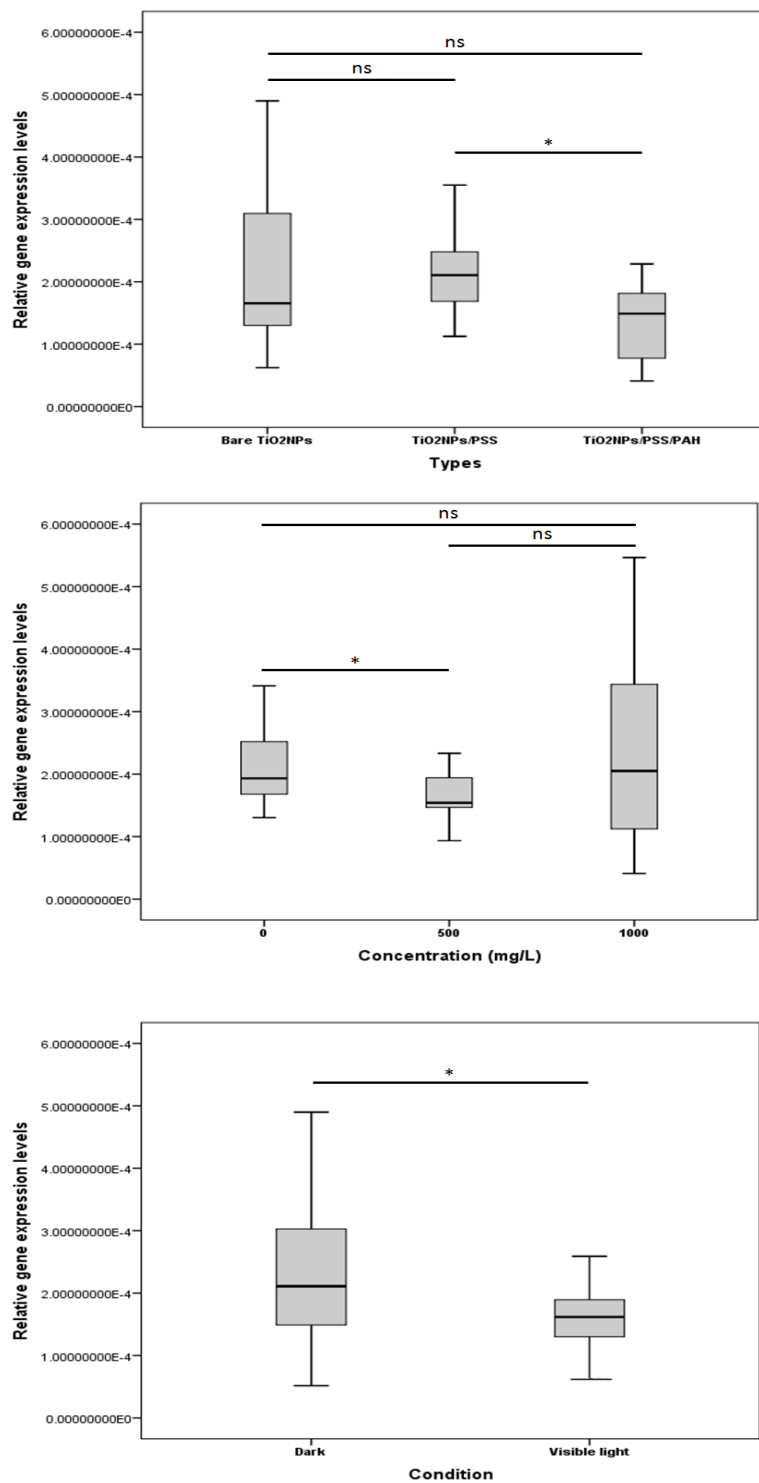 6.00000000E-4
ns
ns
5.00000000E-4
*
4.00000000E-4
3.00000000E-4
2.00000000E-4
1.00000000E-4
0.00000000E0
Relative gene expression levels
Bare TiO2NPs
TiO2NPs/PSS
TiO2NPs/PSS/PAH
Types
6.00000000E-4
ns
ns
5.00000000E-4
4.00000000E-4
*
3.00000000E-4
2.00000000E-4
1.00000000E-4
0.00000000E0
Relative gene expression levels
0
500
1000
Concentration (mg/L)
6.00000000E-4
*
5.00000000E-4
4.00000000E-4
3.00000000E-4
2.00000000E-4
1.00000000E-4
0.00000000E0
Relative gene expression levels
Dark
Visible light
Condition